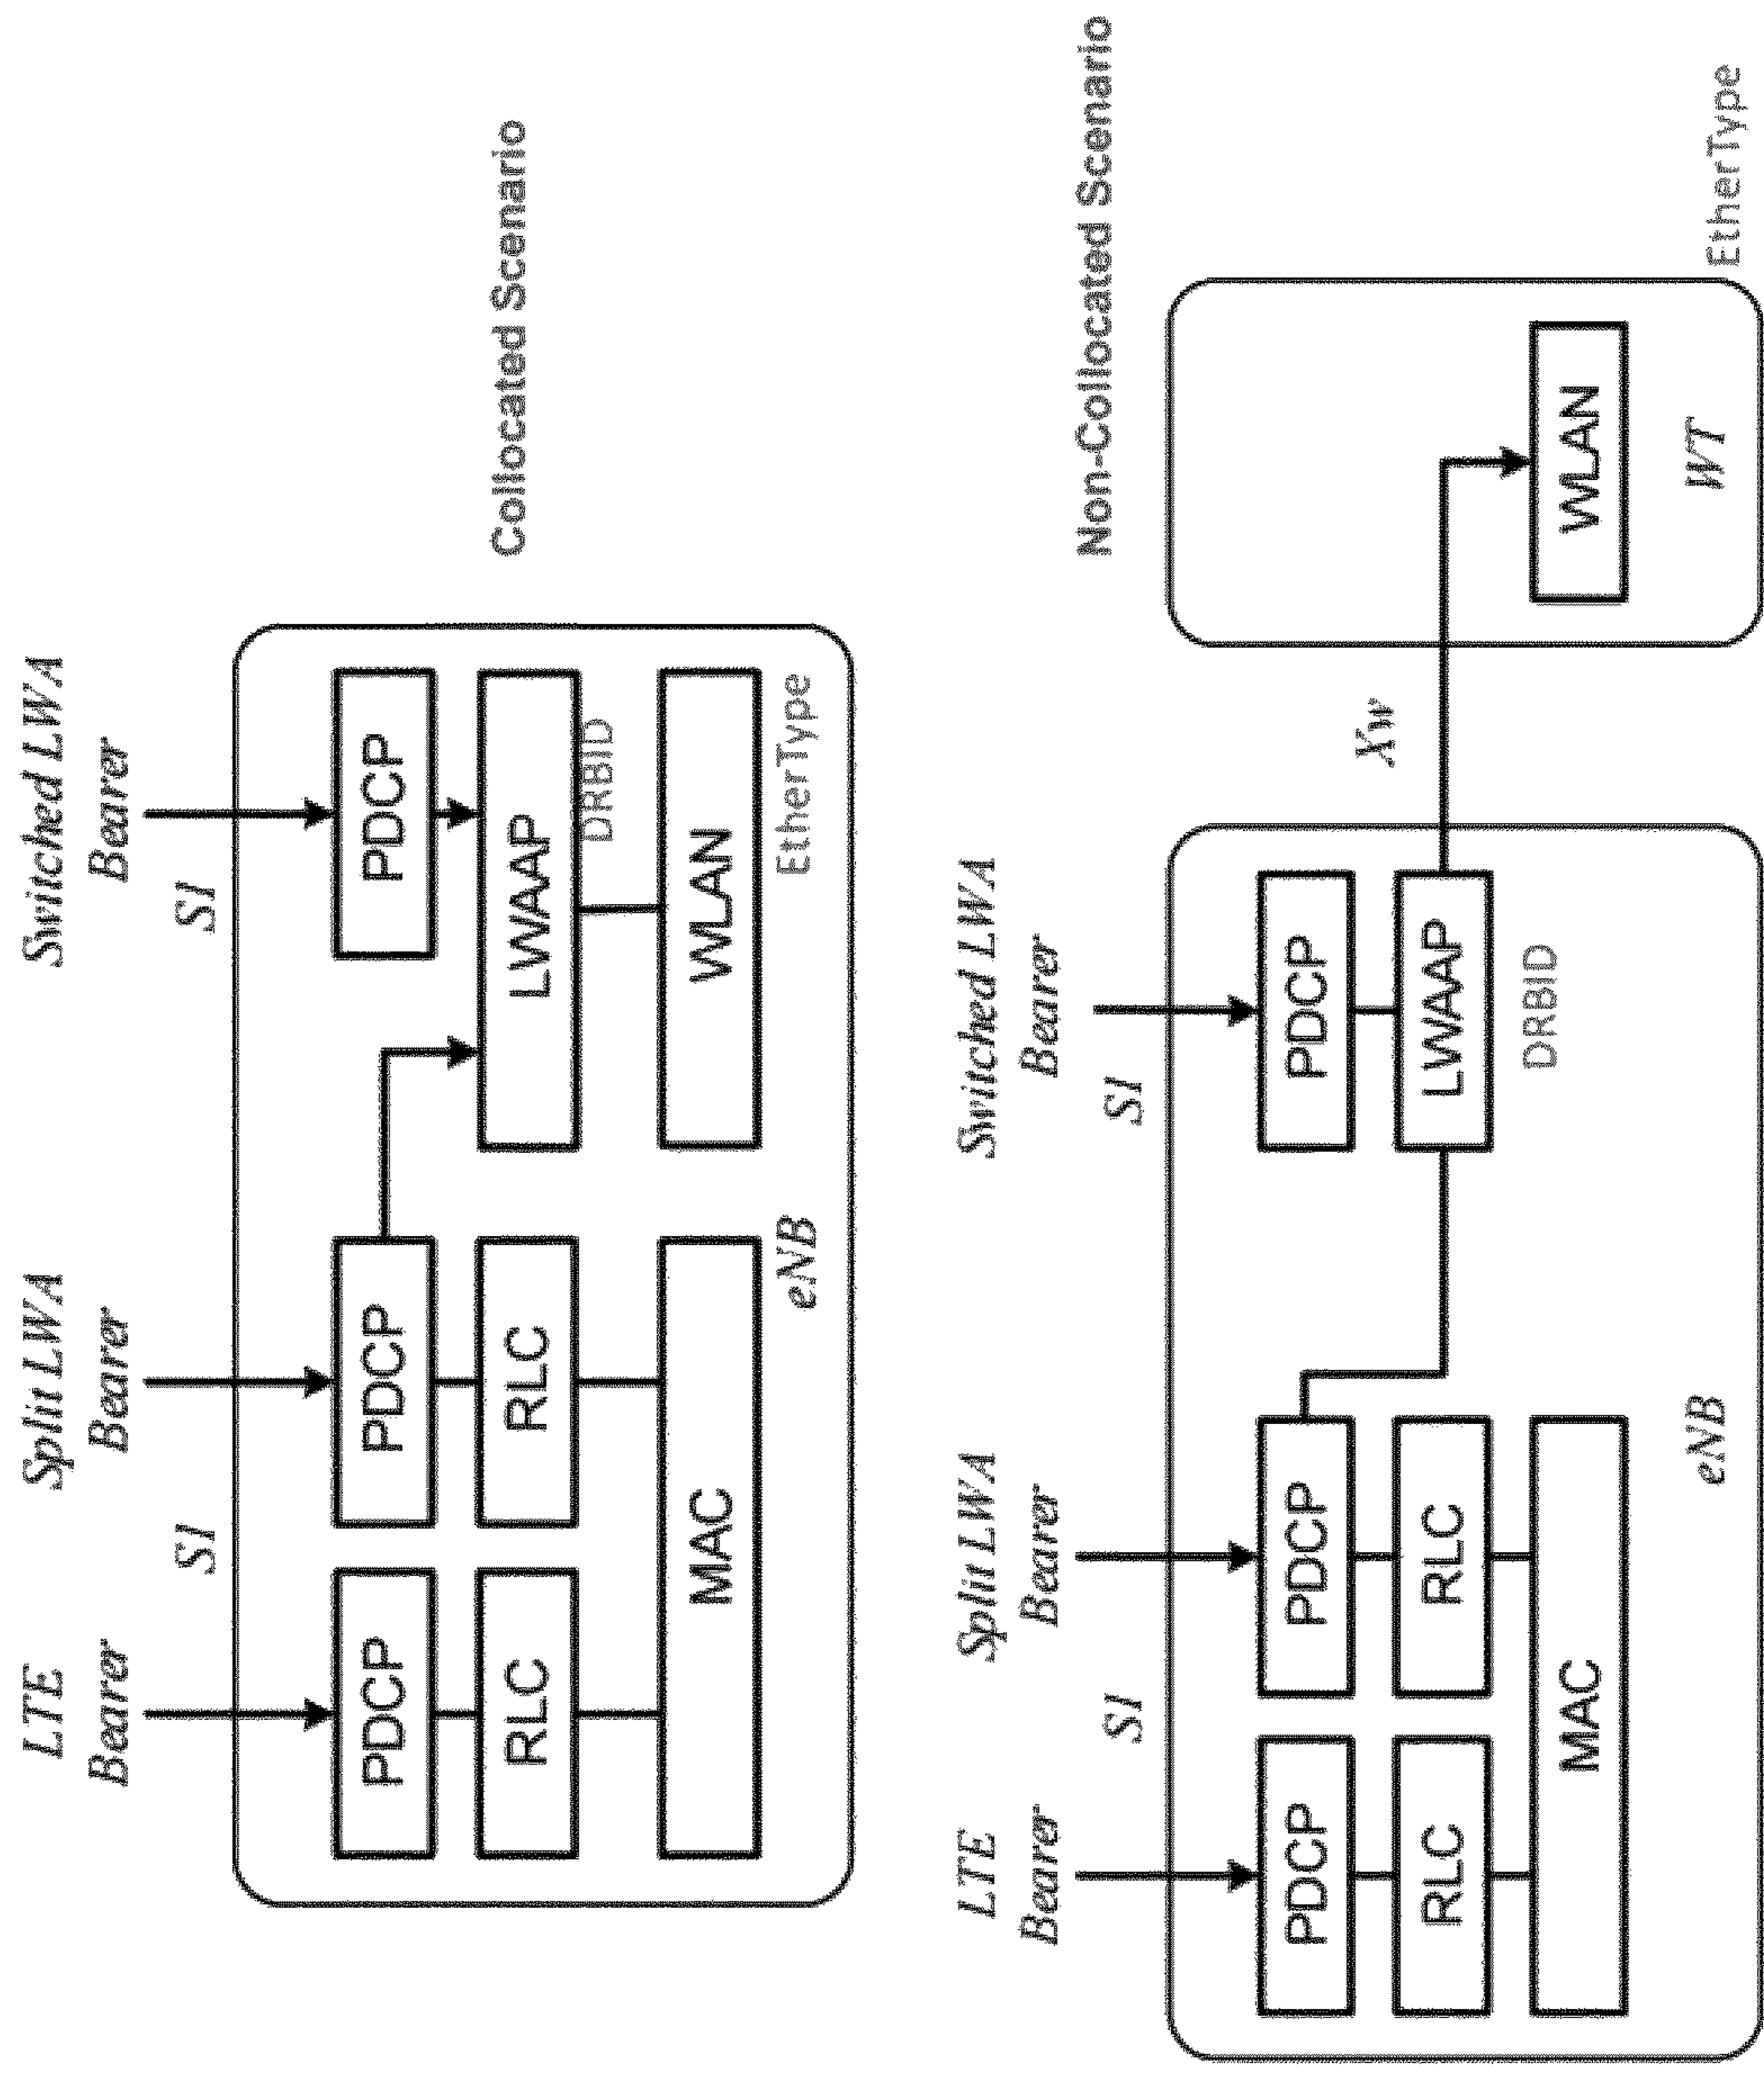 LTE
Bearer
Split LWA
Bearer
Switched LWA
Bearer
S1
S1
PDCP
PDCP
PDCP
RLC
RLC
LWAAP
DRBID
MAC
WLAN
eNB
EtherType
Collocated Scenario
LTE
Bearer
Split LWA
Bearer
Switched LWA
Bearer
Non-Collocated Scenario
S1
S1
PDCP
PDCP
PDCP
Xw
RLC
RLC
LWAAP
DRBID
MAC
WLAN
eNB
WT
EtherType